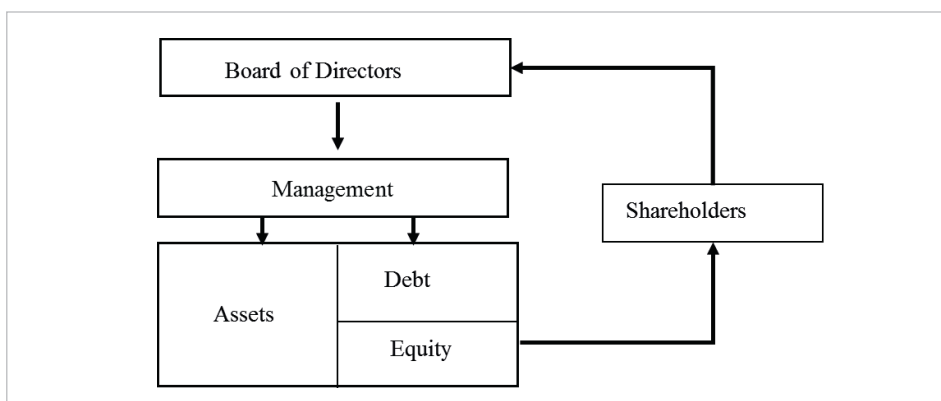 Board of Directors
Management
Shareholders
Debt
Assets
Equity